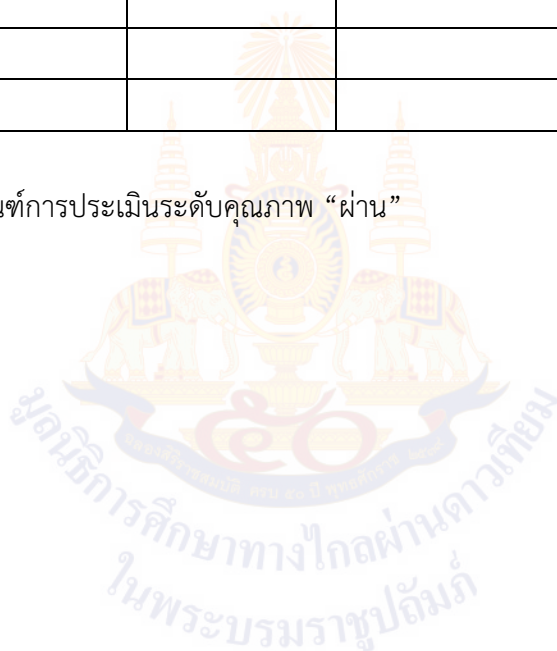 ฑ์การประเมินระดับคุณภาพ “ผ่าน”
๕๐
มูลนิธิการศึกษาทางไกลผ่านดาวเทียม
ในพระบรมราชูปถัมภ์